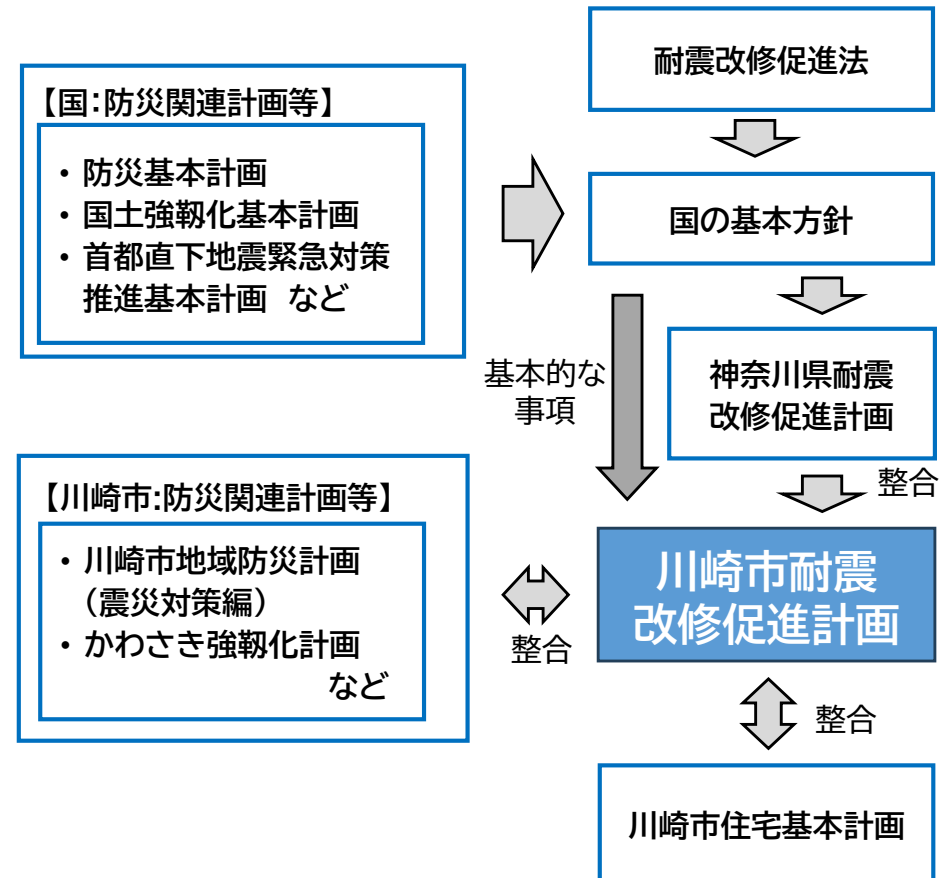 耐震改修促進法
【国：防災関連計画等】
・防災基本計画
・国土強靱化基本計画
・首都直下地震緊急対策
推進基本計画 など
国の基本方針
基本的な
事項
神奈川県耐震
改修促進計画
整合
【川崎市:防災関連計画等】
・川崎市地域防災計画
（震災対策編）
・かわさき強靱化計画
など
整合
川崎市耐震
改修促進計画
整合
川崎市住宅基本計画